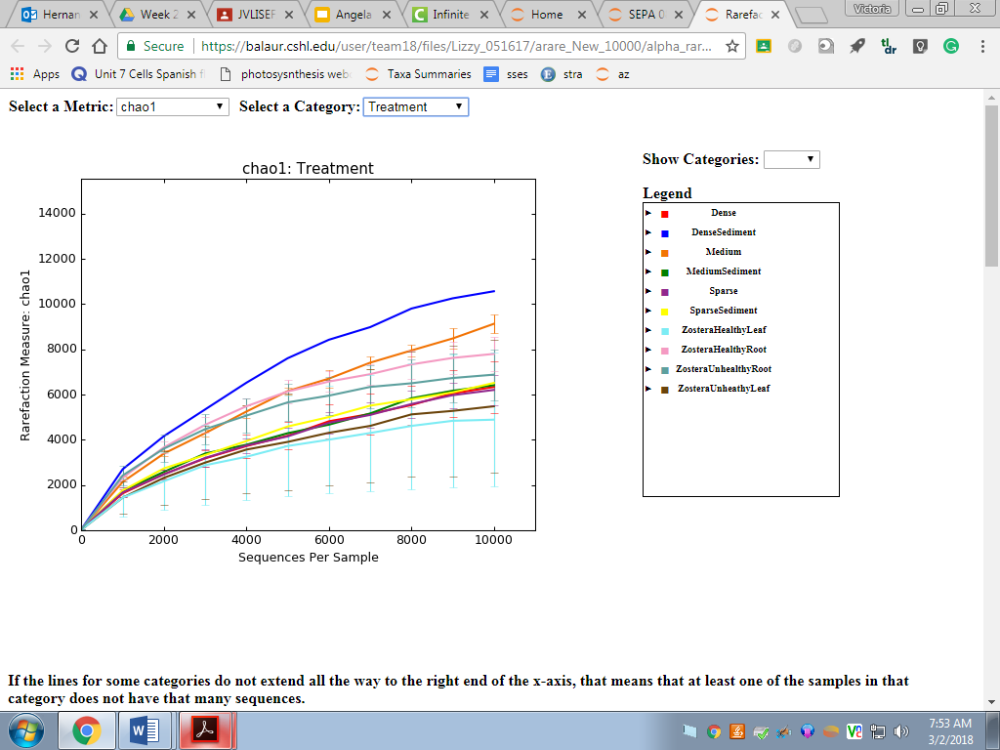 Hernan
Week 2
JVLISEF
Angela
Infinite
Home
SEPA 0
Rarefac
Victoria
Secure
https://balaur.cshl.edu/user/team18/files/Lizzy_051617/arare_New_10000/alpha_rar...
Apps
Unit 7 Cells Spanish f
photosysnthesis web
Taxa Summaries
sses
stra
az
Select a Metric: chao1 Select a Category: Treatment
chao1: Treatment
Show Categories:
Legend
Dense
DenseSediment
Medium
MediumSediment
Sparse
SparseSediment
ZosteraHealthyLeaf
ZosteraHealthyRoot
ZosteraUnhealthyRoot
ZosteraUnheathyLeaf
Rarefaction Measure: chao1
14000
12000
10000
8000
6000
4000
2000
0
0 2000 4000 6000 8000 10000
Sequences Per Sample
If the lines for some categories do not extend all the way to the right end of the x-axis, that means that at least one of the samples in that
category does not have that many sequences.
7:53 AM
3/2/2018